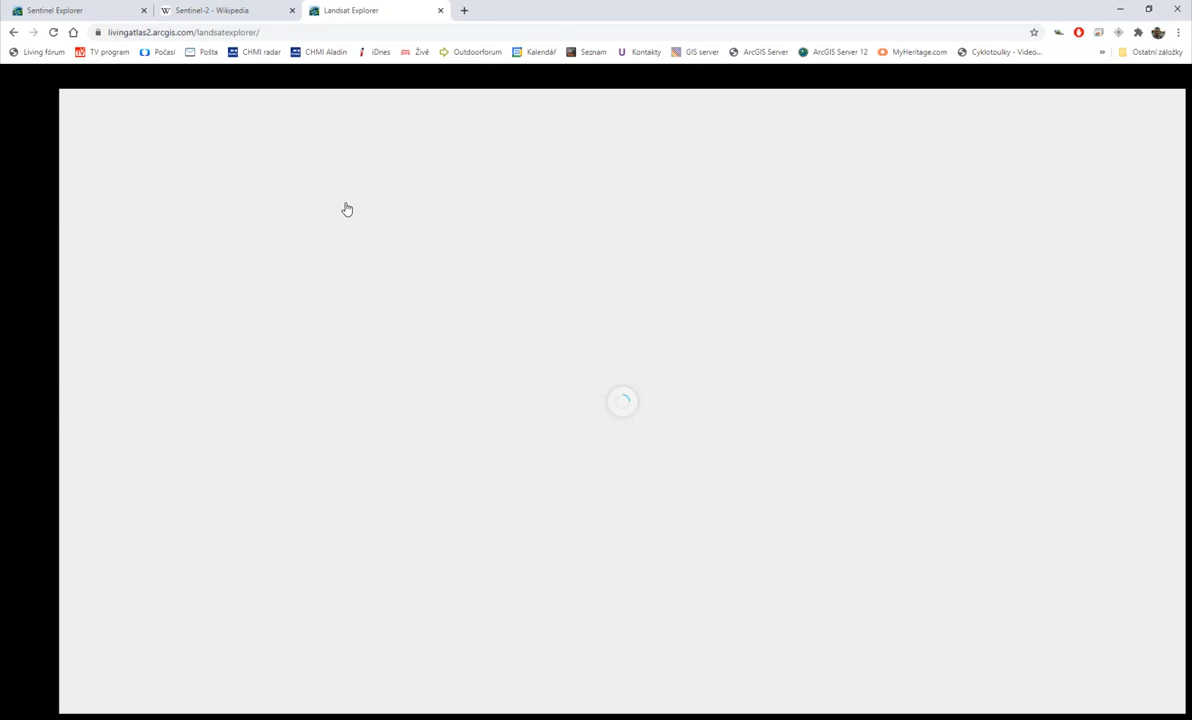 Sentinel Explorer Sentinel-2 - Wikipedia Landsat Explorer
livingatlas2.arcgis.com/landsatexplorer/
Living fórum TV program Počasí Pošta CHMI radar CHMI Aladin iDnes Živě Outdoorforum Kalendář Seznam Kontakty GIS server ArcGIS Server ArcGIS Server 12 MyHeritage.com Cyklotoulky - Video... » Ostatní záložky